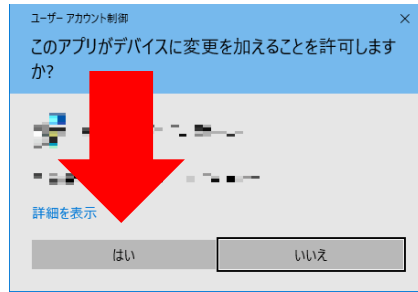 ユーザー アカウント制御
このアプリがデバイスに変更を加えることを許可します
か?
詳細を表示
はい
いいえ